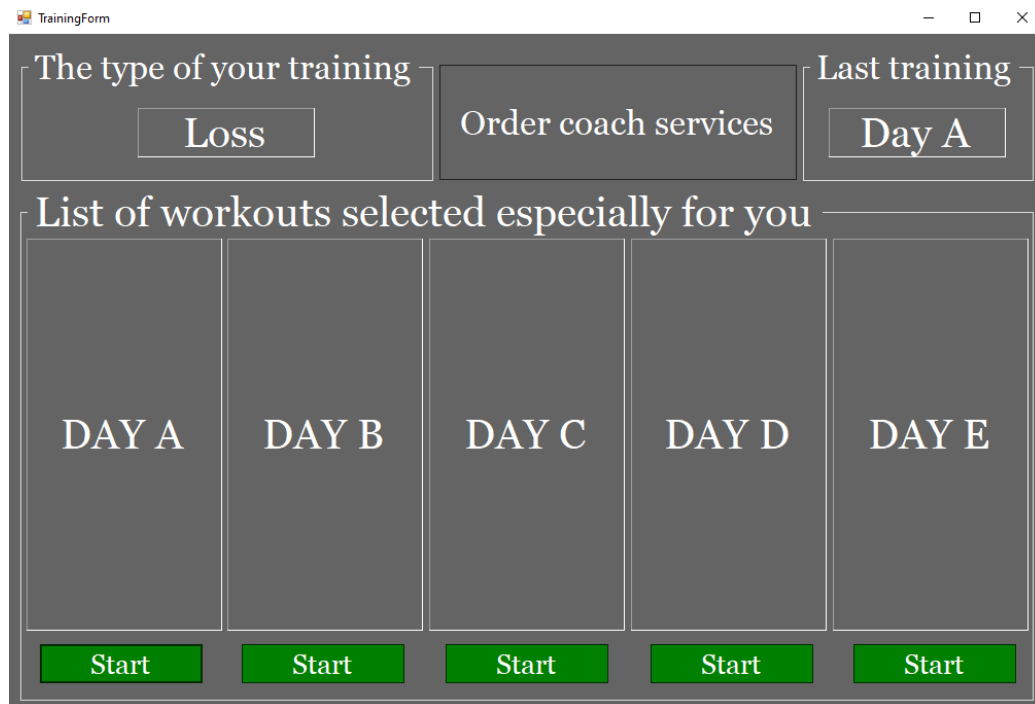 TrainingForm
The type of your training
Loss
Order coach services
Last training
Day A
List of workouts selected especially for you
DAY A
DAY B
DAY C
DAY D
DAY E
Start
Start
Start
Start
Start